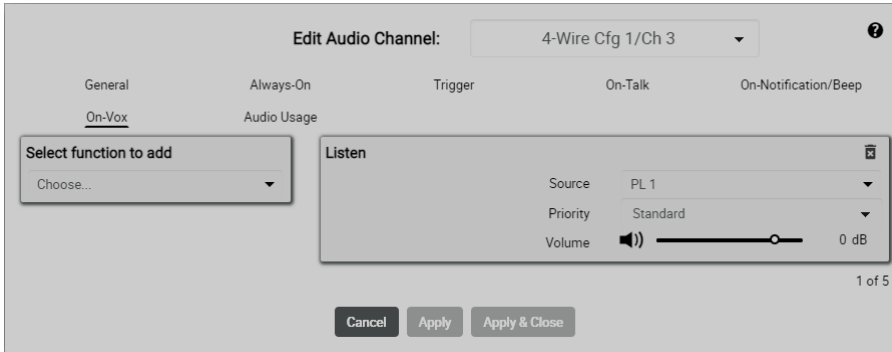 Edit Audio Channel: 4-Wire Cfg 1/Ch 3 ?
General Always-On Trigger On-Talk On-Notification/Beep
On-Vox Audio Usage
Select function to add Listen
Choose... Source PL 1
Priority Standard
Volume 0 dB
1 of 5
Cancel Apply Apply & Close